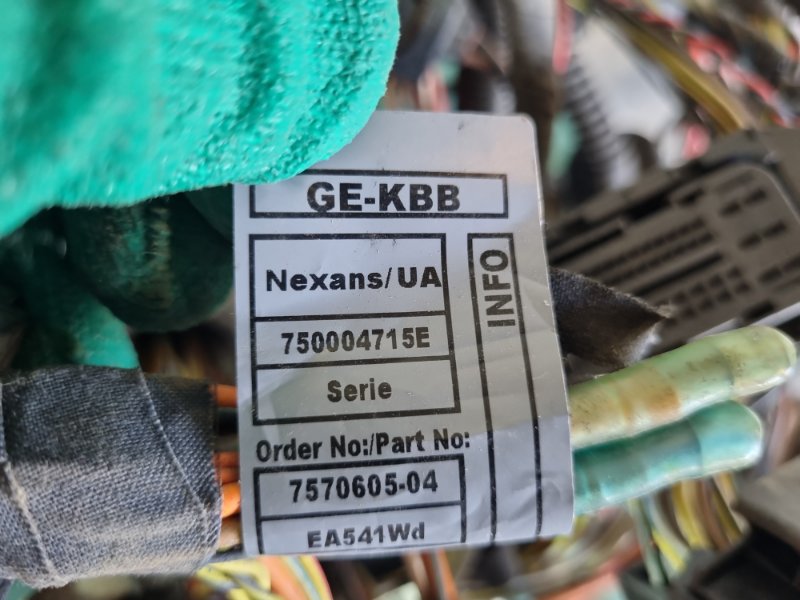 GE-KBB
Nexans/UA
INFO
750004715E
Serie
Order No:/Part No:
7570605-04
EA541Wd